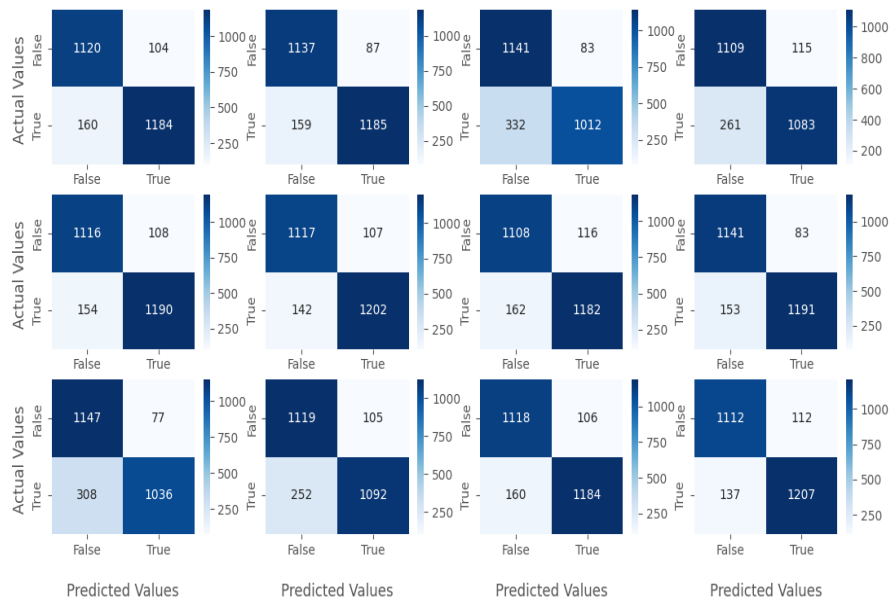 Actual Values
False
1120 104
True
160 1184
False True
1000
750
500
250
False
1137 87
True
159 1185
False True
1000
750
500
250
False
1141 83
True
332 1012
False True
1000
500
250
False
1109 115
True
261 1083
False True
1000
800
600
400
200
Actual Values
False
1116 108
True
154 1190
False True
1000
750
500
250
False
1117 107
True
142 1202
False True
1000
750
500
250
False
1108 116
True
162 1182
False True
1000
750
500
250
False
1141 83
True
153 1191
False True
1000
750
500
250
Actual Values
False
1147 77
True
308 1036
False True
1000
750
500
250
False
1119 105
True
252 1092
False True
1000
750
500
250
False
1118 106
True
160 1184
False True
1000
750
500
250
False
1112 112
True
137 1207
False True
1000
750
500
250
Predicted Values Predicted Values Predicted Values Predicted Values